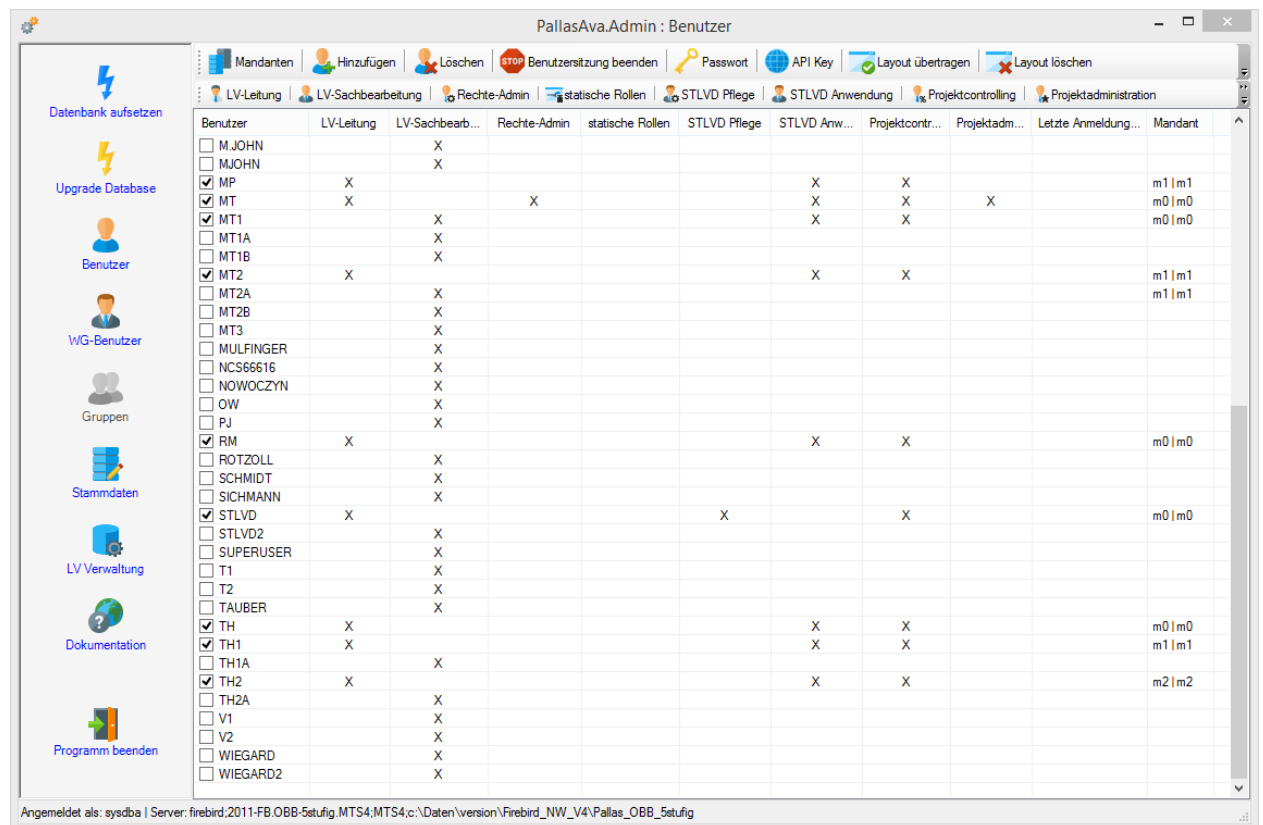 PallasAva.Admin : Benutzer
Mandanten Hinzufügen Löschen STOP Benutzersitzung beenden Passwort API Key Layout übertragen Layout löschen
LV-Leitung LV-Sachbearbeitung Rechte-Admin statische Rollen STLVD Pflege STLVD Anwendung Projektcontrolling Projektadministration
Datenbank aufsetzen
Upgrade Database
Benutzer
WG-Benutzer
Gruppen
Stammdaten
LV Verwaltung
Dokumentation
Programm beenden
Benutzer LV-Leitung LV-Sachbearb... Rechte-Admin statische Rollen STLVD Pflege STLVD Anw... Projektcontr... Projektadm... Letzte Anmeldung... Mandant
M.JOHN X
MJOHN X
MP X X X m1|m1
MT X X X X X m0|m0
MT1 X X X m0|m0
MT1A X
MT1B X
MT2 X X X m1|m1
MT2A X m1|m1
MT2B X
MT3 X
MULFINGER X
NCS66616 X
NOWOCZYN X
OW X
PJ X
RM X X X m0|m0
ROTZOLL X
SCHMIDT X
SICHMANN X
STLVD X X X m0|m0
STLVD2 X
SUPERUSER X
T1 X
T2 X
TAUBER X
TH X X X m0|m0
TH1 X X X m1|m1
TH1A X
TH2 X X X m2|m2
TH2A X
V1 X
V2 X
WIEGARD X
WIEGARD2 X
Angemeldet als: sysdba | Server: firebird;2011-FB.OBB-5stufig.MTS4;MTS4;c:\Daten\version\Firebird_NW_V4\Pallas_OBB_5stufig